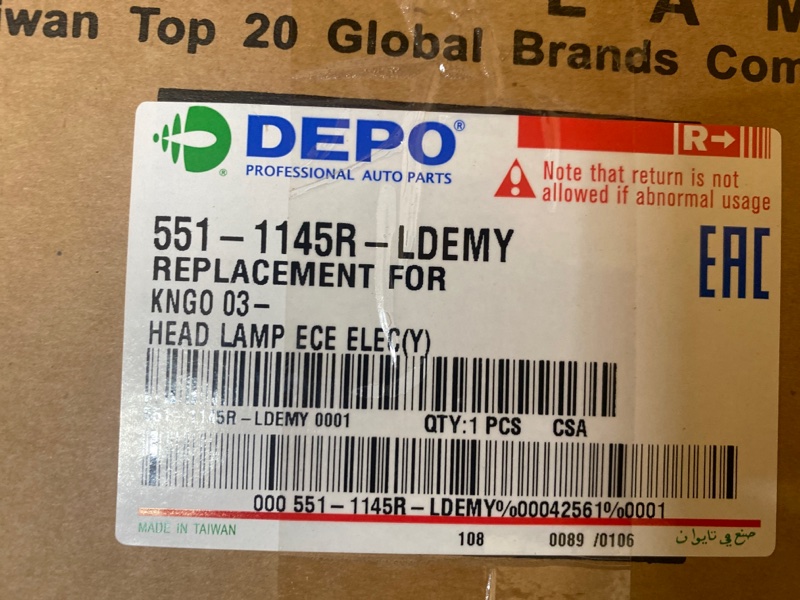 L A M
iwan Top 20 Global Brands Com
DEPO®
PROFESSIONAL AUTO PARTS
®
R→
Note that return is not
allowed if abnormal usage
551-1145R-LDEMY
REPLACEMENT FOR
EAC
KNGO 03-
HEAD LAMP ECE ELEC(Y)
551-1145R-LDEMY 0001 QTY:1 PCS CSA
000 551-1145R-LDEMY%00042561%0001
MADE IN TAIWAN
108 0089 /0106
صنع في تايوان